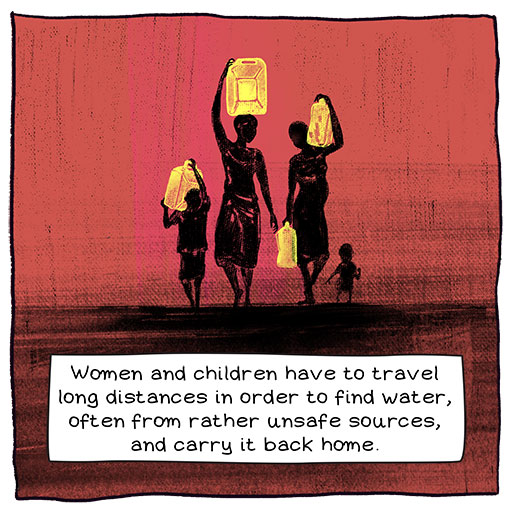 Women and children have to travel
long distances in order to find water,
often from rather unsafe sources,
and carry it back home.